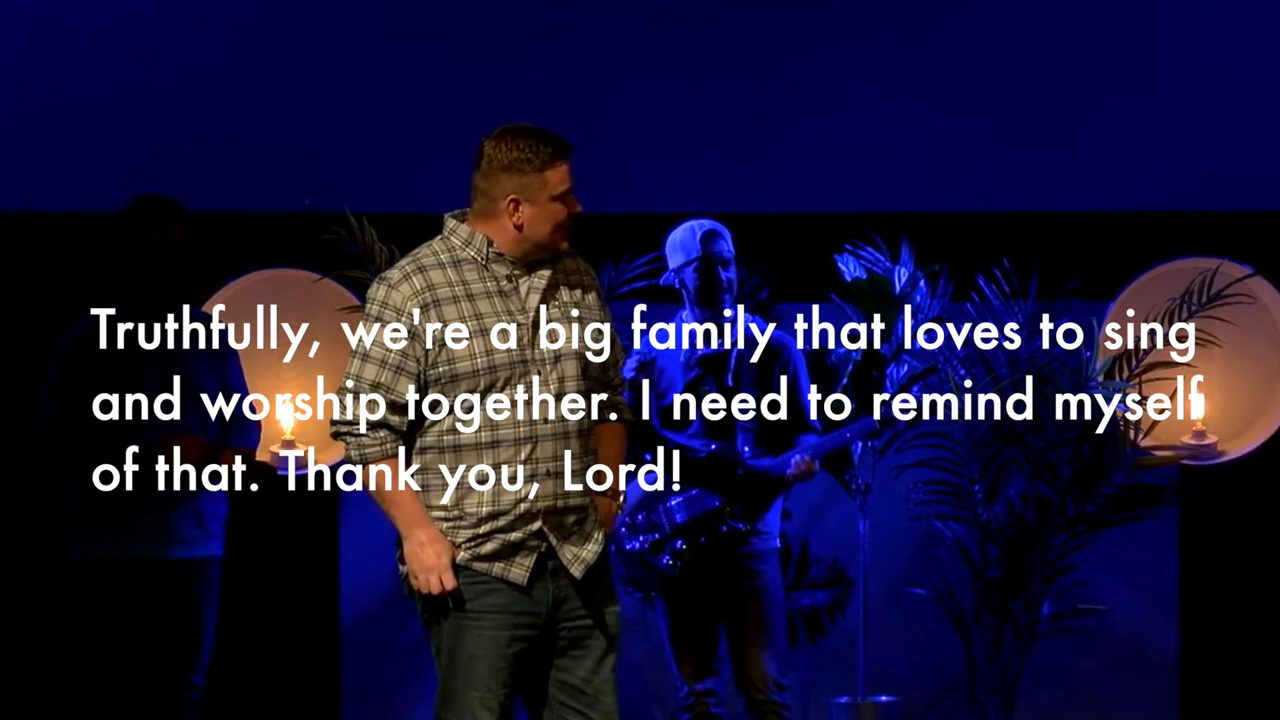 Truthfully, we're a big family that loves to sing
and worship together. I need to remind myself
of that. Thank you, Lord!